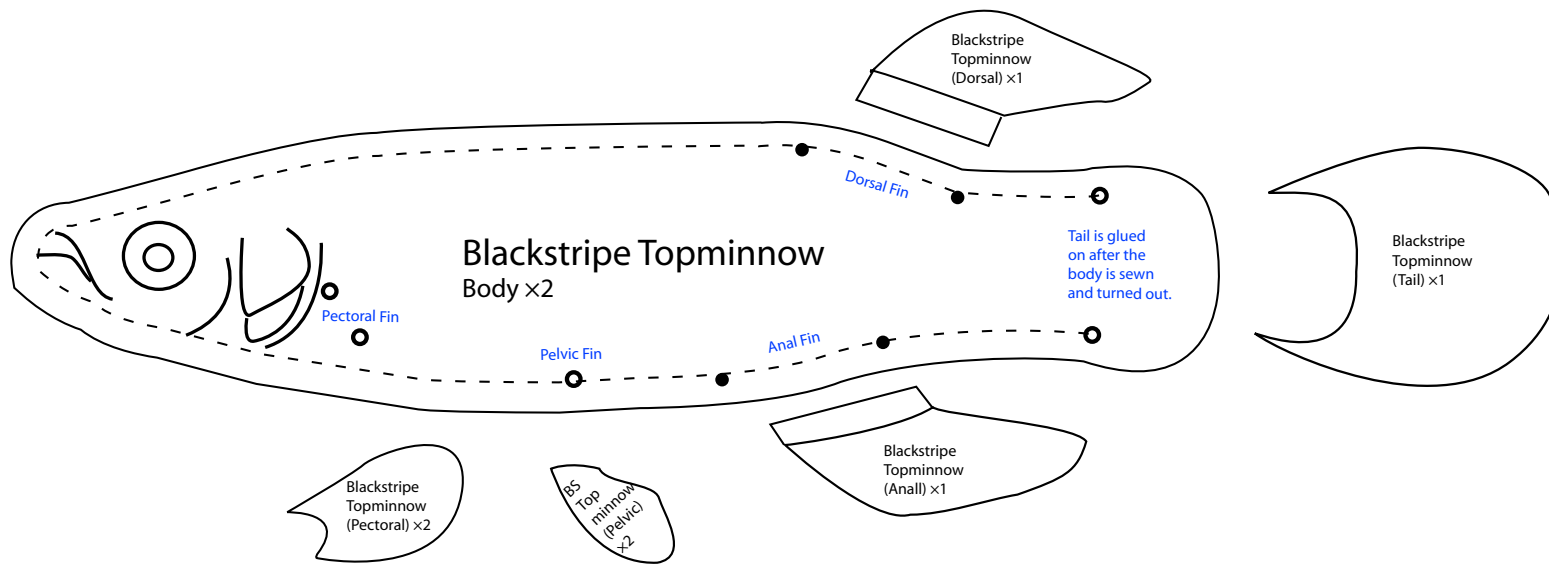 Blackstripe
Topminnow
(Dorsal) ×1
Dorsal Fin
Blackstripe Topminnow
Body ×2
Tail is glued
on after the
body is sewn
and turned out.
Blackstripe
Topminnow
(Tail) ×1
Pectoral Fin
Pelvic Fin
Anal Fin
Blackstripe
Topminnow
(Pectoral) ×2
BS
Top
minnow
(Pelvic)
×2
Blackstripe
Topminnow
(Anall) ×1